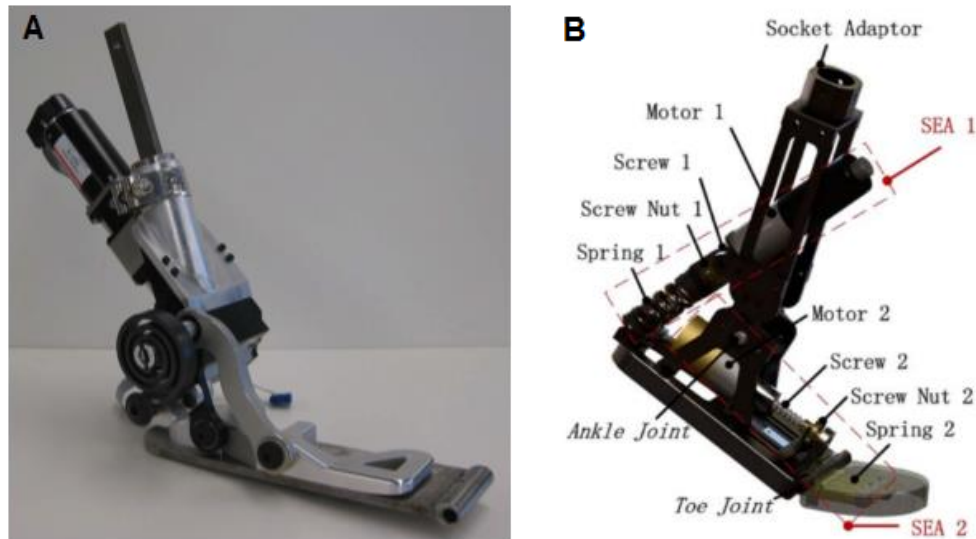 A
B
Socket Adaptor
Motor 1
SEA 1
Screw 1
Screw Nut 1
Spring 1
Motor 2
Screw 2
Screw Nut 2
Ankle Joint
Spring 2
Toe Joint
SEA 2